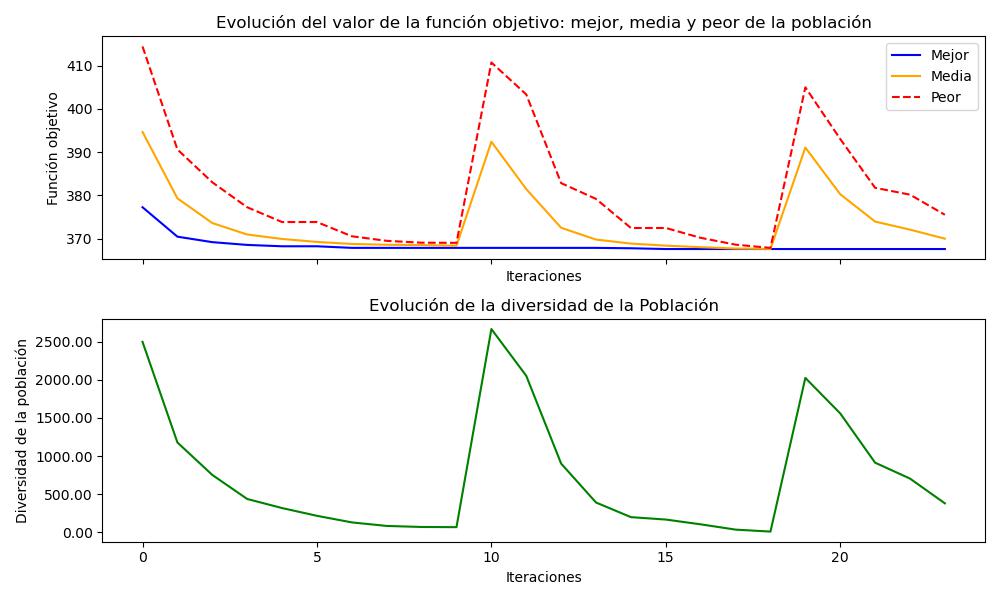 Evolución del valor de la función objetivo: mejor, media y peor de la población
Función objetivo
410
400
390
380
370
Mejor
Media
Peor
Iteraciones
Evolución de la diversidad de la Población
Diversidad de la población
2500.00
2000.00
1500.00
1000.00
500.00
0.00
0 5 10 15 20
Iteraciones